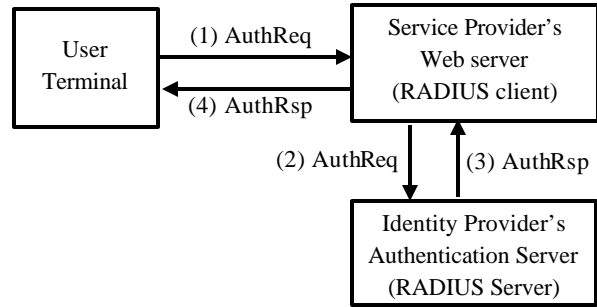 User
Terminal
(1) AuthReq
(4) AuthRsp
Service Provider's
Web server
(RADIUS client)
(2) AuthReq
(3) AuthRsp
Identity Provider's
Authentication Server
(RADIUS Server)